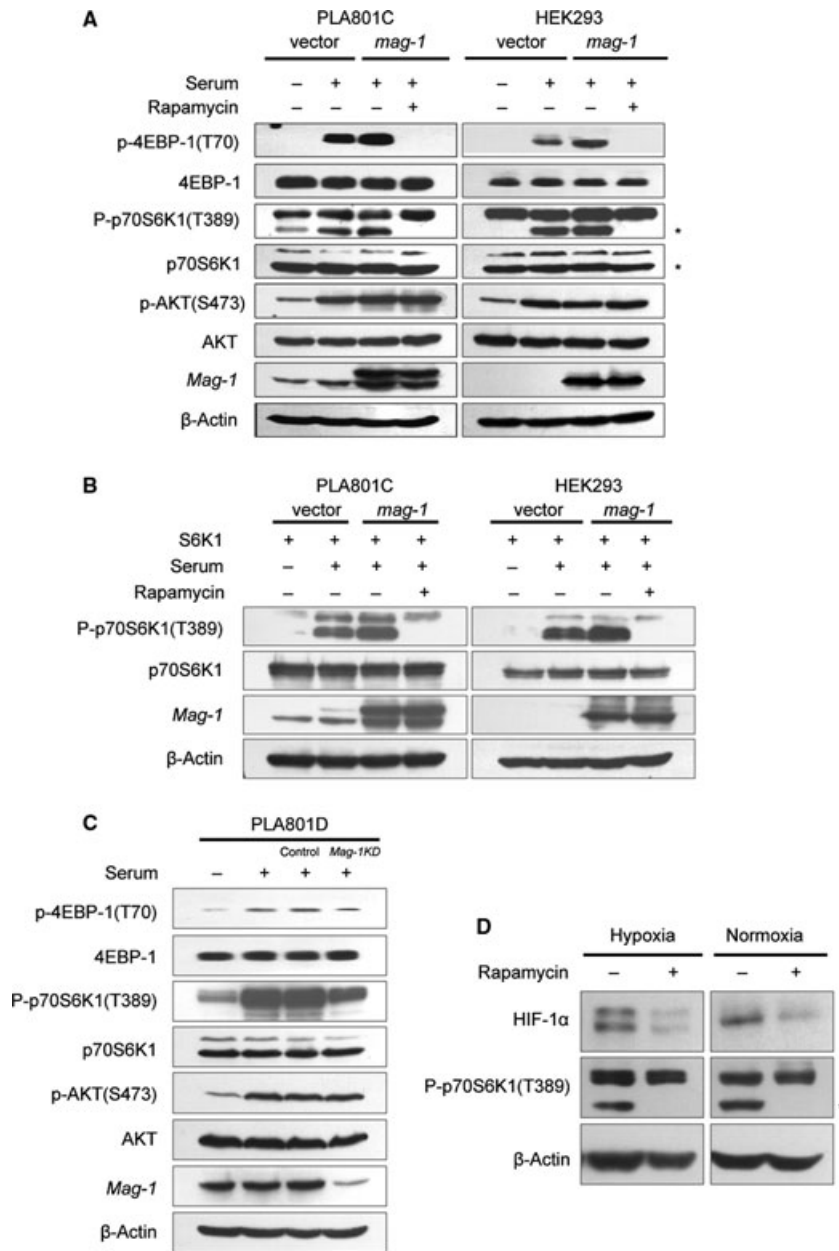 A
PLA801C HEK293
vector mag-1 vector mag-1
Serum – + + + – + + +
Rapamycin – – – + – – – +
p-4EBP-1(T70)
4EBP-1
P-p70S6K1(T389) *
p70S6K1 *
p-AKT(S473)
AKT
Mag-1
β-Actin
B
PLA801C HEK293
vector mag-1 vector mag-1
S6K1 + + + + + + + +
Serum – + + + – + + +
Rapamycin – – – + – – – +
P-p70S6K1(T389)
p70S6K1
Mag-1
β-Actin
C
PLA801D
Control Mag-1KD
Serum – + + +
p-4EBP-1(T70)
4EBP-1
P-p70S6K1(T389)
p70S6K1
p-AKT(S473)
AKT
Mag-1
β-Actin
D
Hypoxia Normoxia
Rapamycin – + – +
HIF-1α
P-p70S6K1(T389)
β-Actin